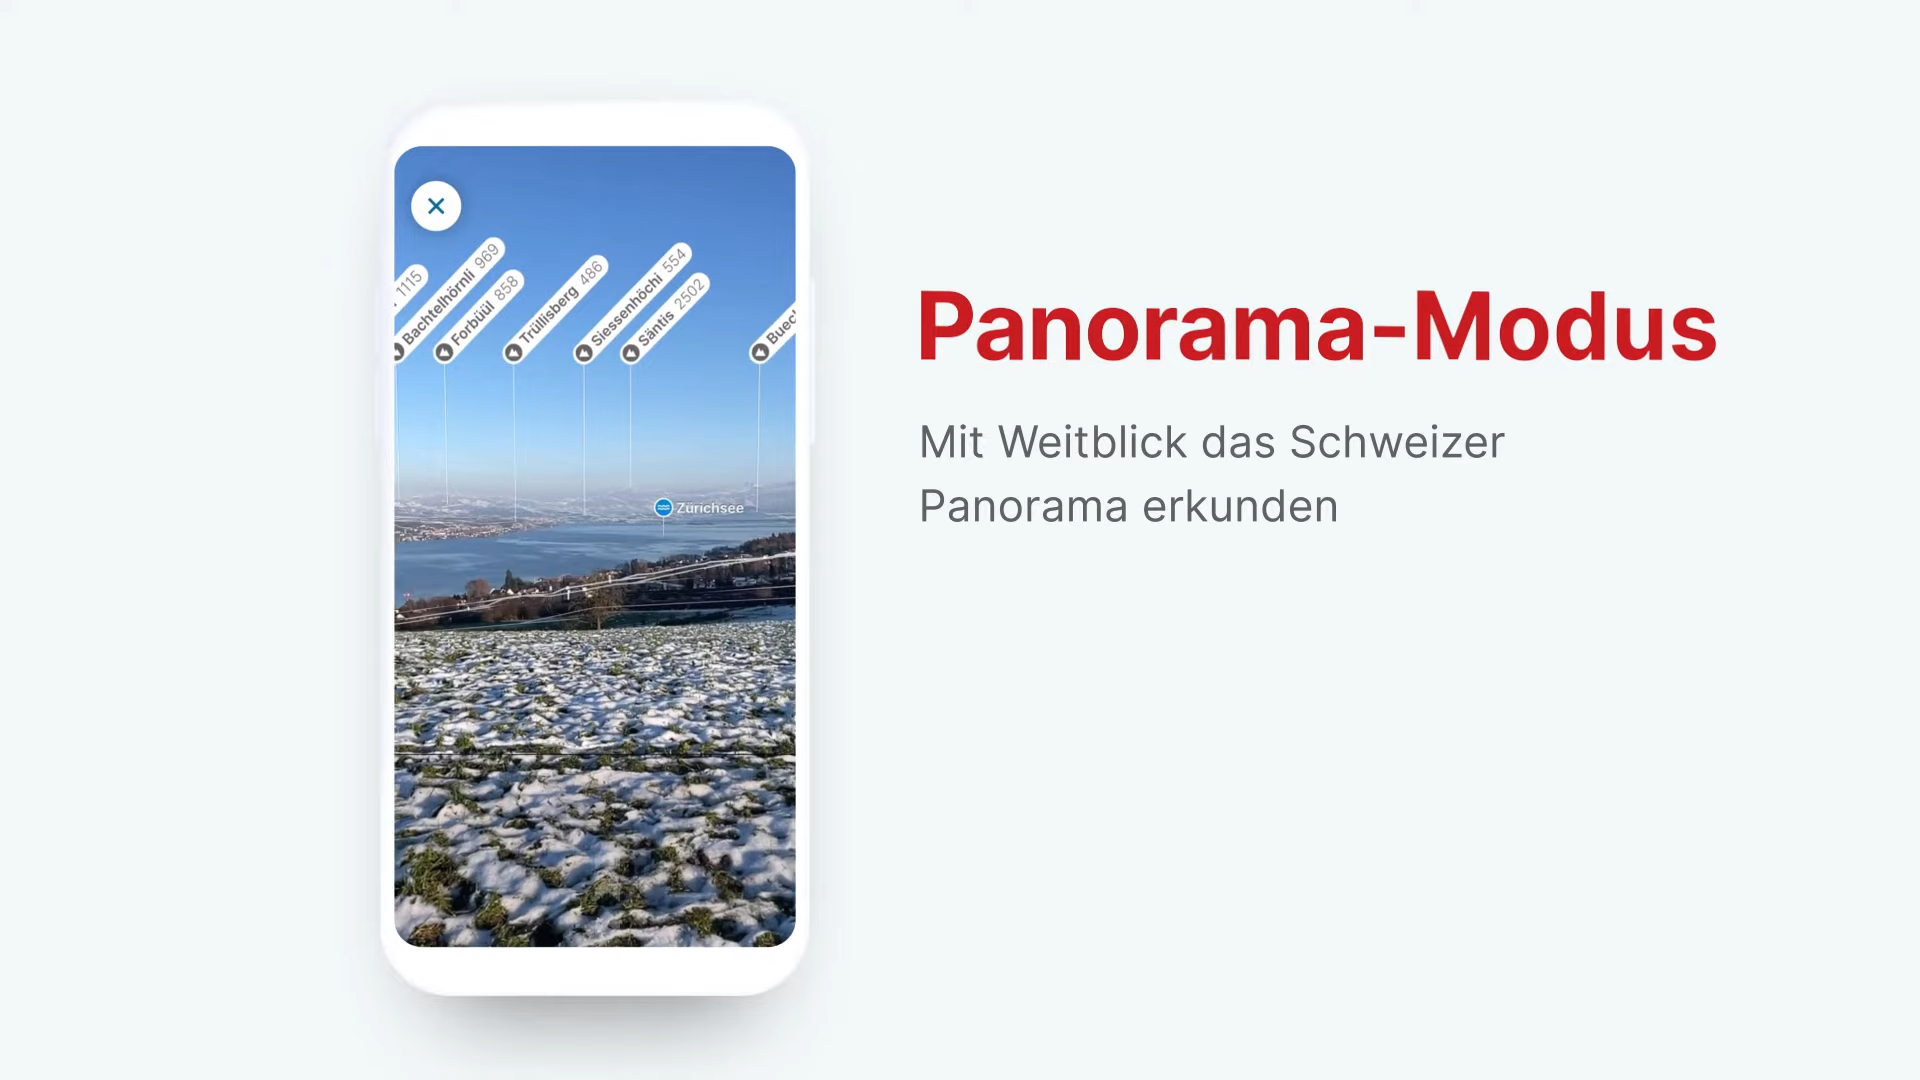 1115
Bachtelhörnli 969
Forbüül 858
Trüllisberg 486
Siessenhöchi 554
Säntis 2502
Zürichsee
Panorama-Modus
Mit Weitblick das Schweizer
Panorama erkunden